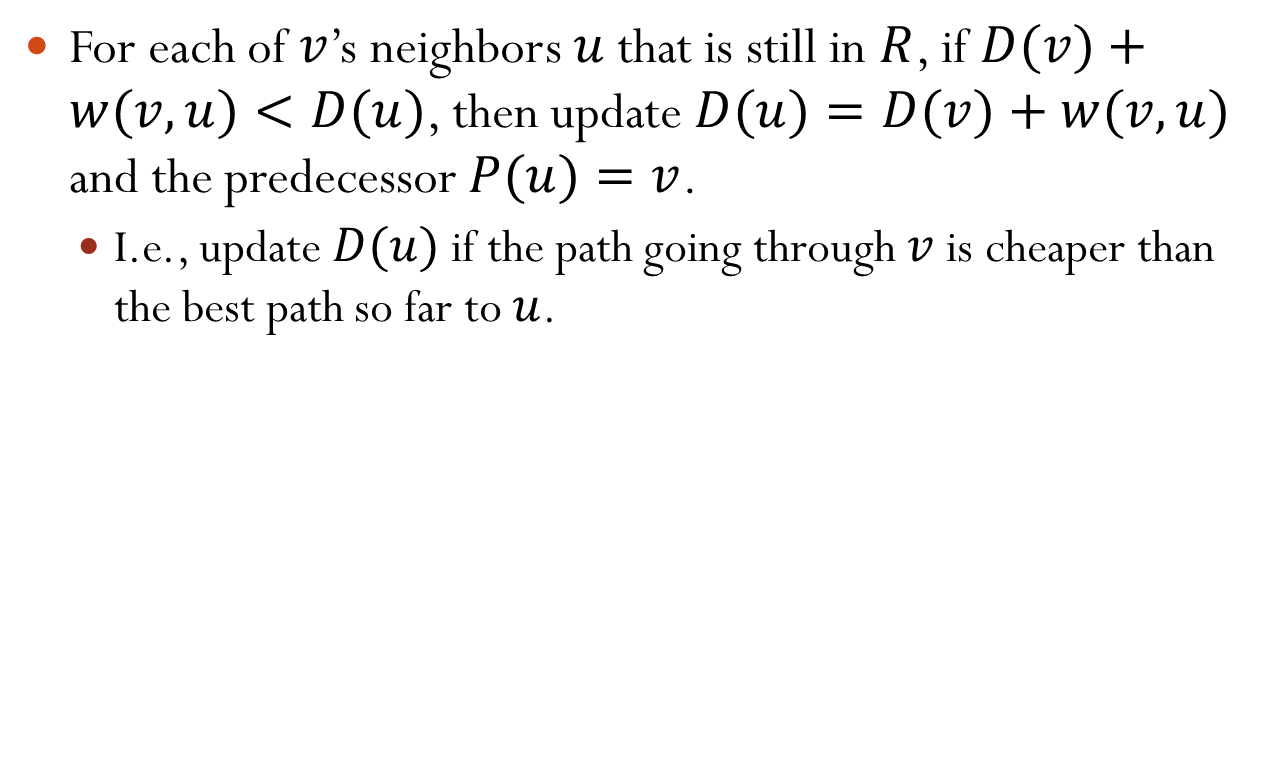 • For each of v's neighbors u that is still in R, if D(v) +
w(v, u) < D(u), then update D(u) = D(v) + w(v, u)
and the predecessor P(u) = v.
• I.e., update D(u) if the path going through v is cheaper than
the best path so far to u.